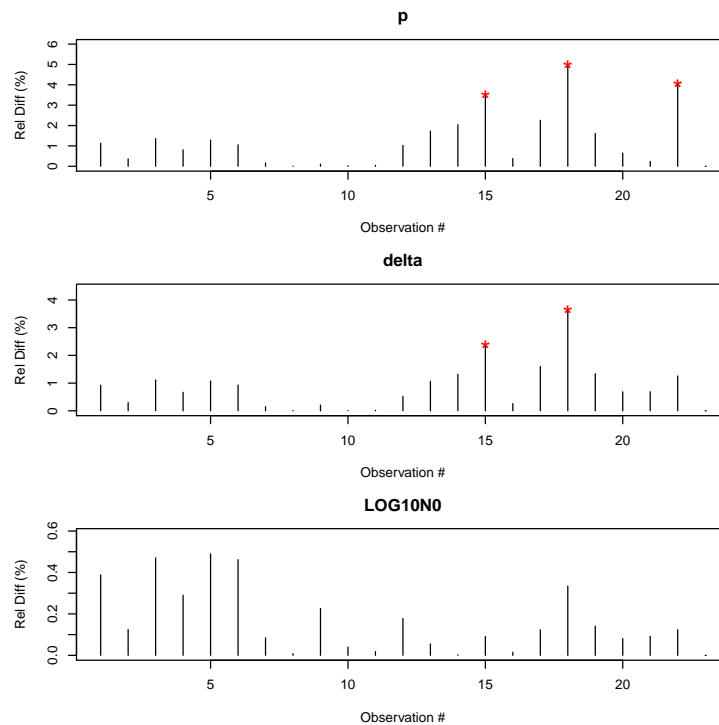 p
Rel Diff (%)
0 1 2 3 4 5 6
5 10 15 20
Observation #
delta
Rel Diff (%)
0 1 2 3 4
5 10 15 20
Observation #
LOG10N0
Rel Diff (%)
0.0 0.2 0.4 0.6
5 10 15 20
Observation #